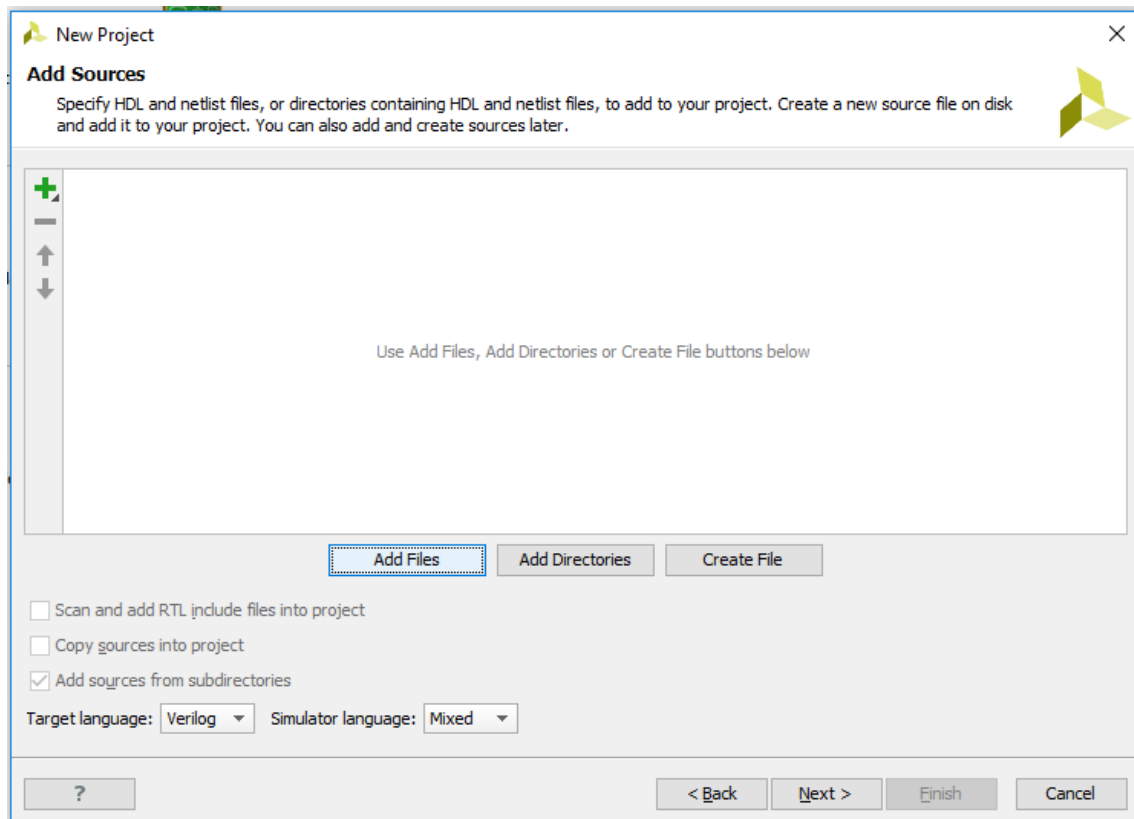 New Project
Add Sources
Specify HDL and netlist files, or directories containing HDL and netlist files, to add to your project. Create a new source file on disk
and add it to your project. You can also add and create sources later.
Use Add Files, Add Directories or Create File buttons below
Add Files Add Directories Create File
Scan and add RTL include files into project
Copy sources into project
Add sources from subdirectories
Target language: Verilog Simulator language: Mixed
? < Back Next > Finish Cancel